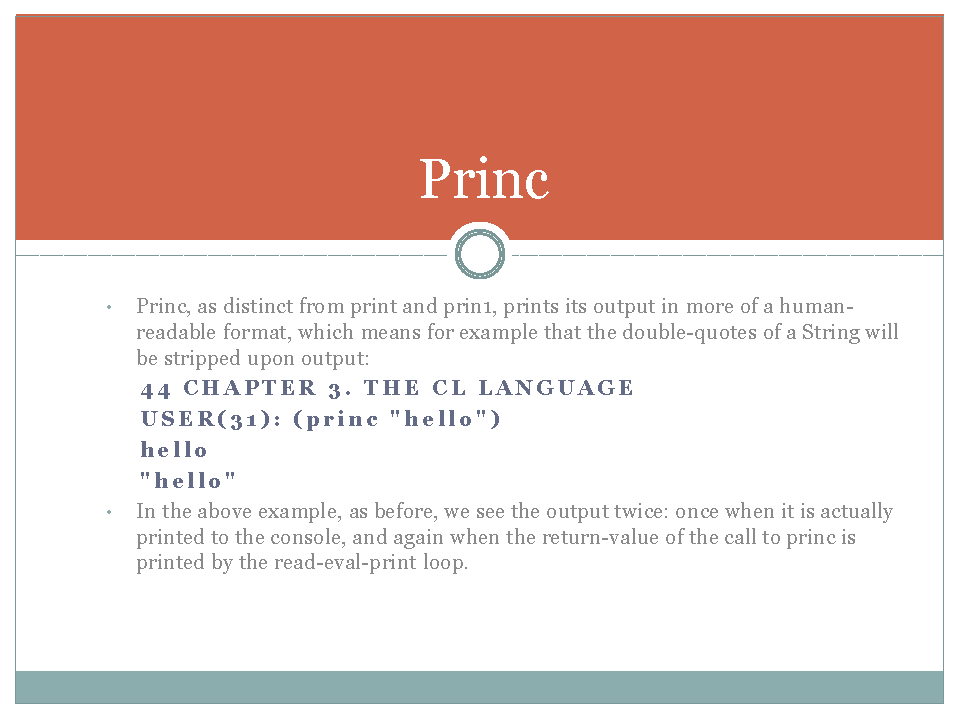 Princ
• Princ, as distinct from print and prin1, prints its output in more of a human-
readable format, which means for example that the double-quotes of a String will
be stripped upon output:
44 CHAPTER 3. THE CL LANGUAGE
USER(31): (princ "hello")
hello
"hello"
• In the above example, as before, we see the output twice: once when it is actually
printed to the console, and again when the return-value of the call to princ is
printed by the read-eval-print loop.